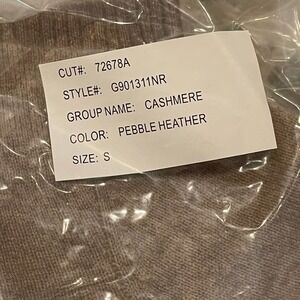 CUT#: 72678A
STYLE#: G901311NR
GROUP NAME: CASHMERE
COLOR: PEBBLE HEATHER
SIZE: S